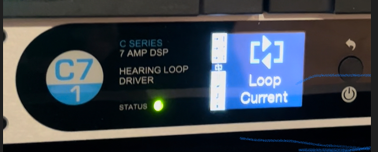 C7
1
C SERIES
7 AMP DSP
HEARING LOOP
DRIVER
STATUS
Loop
Current